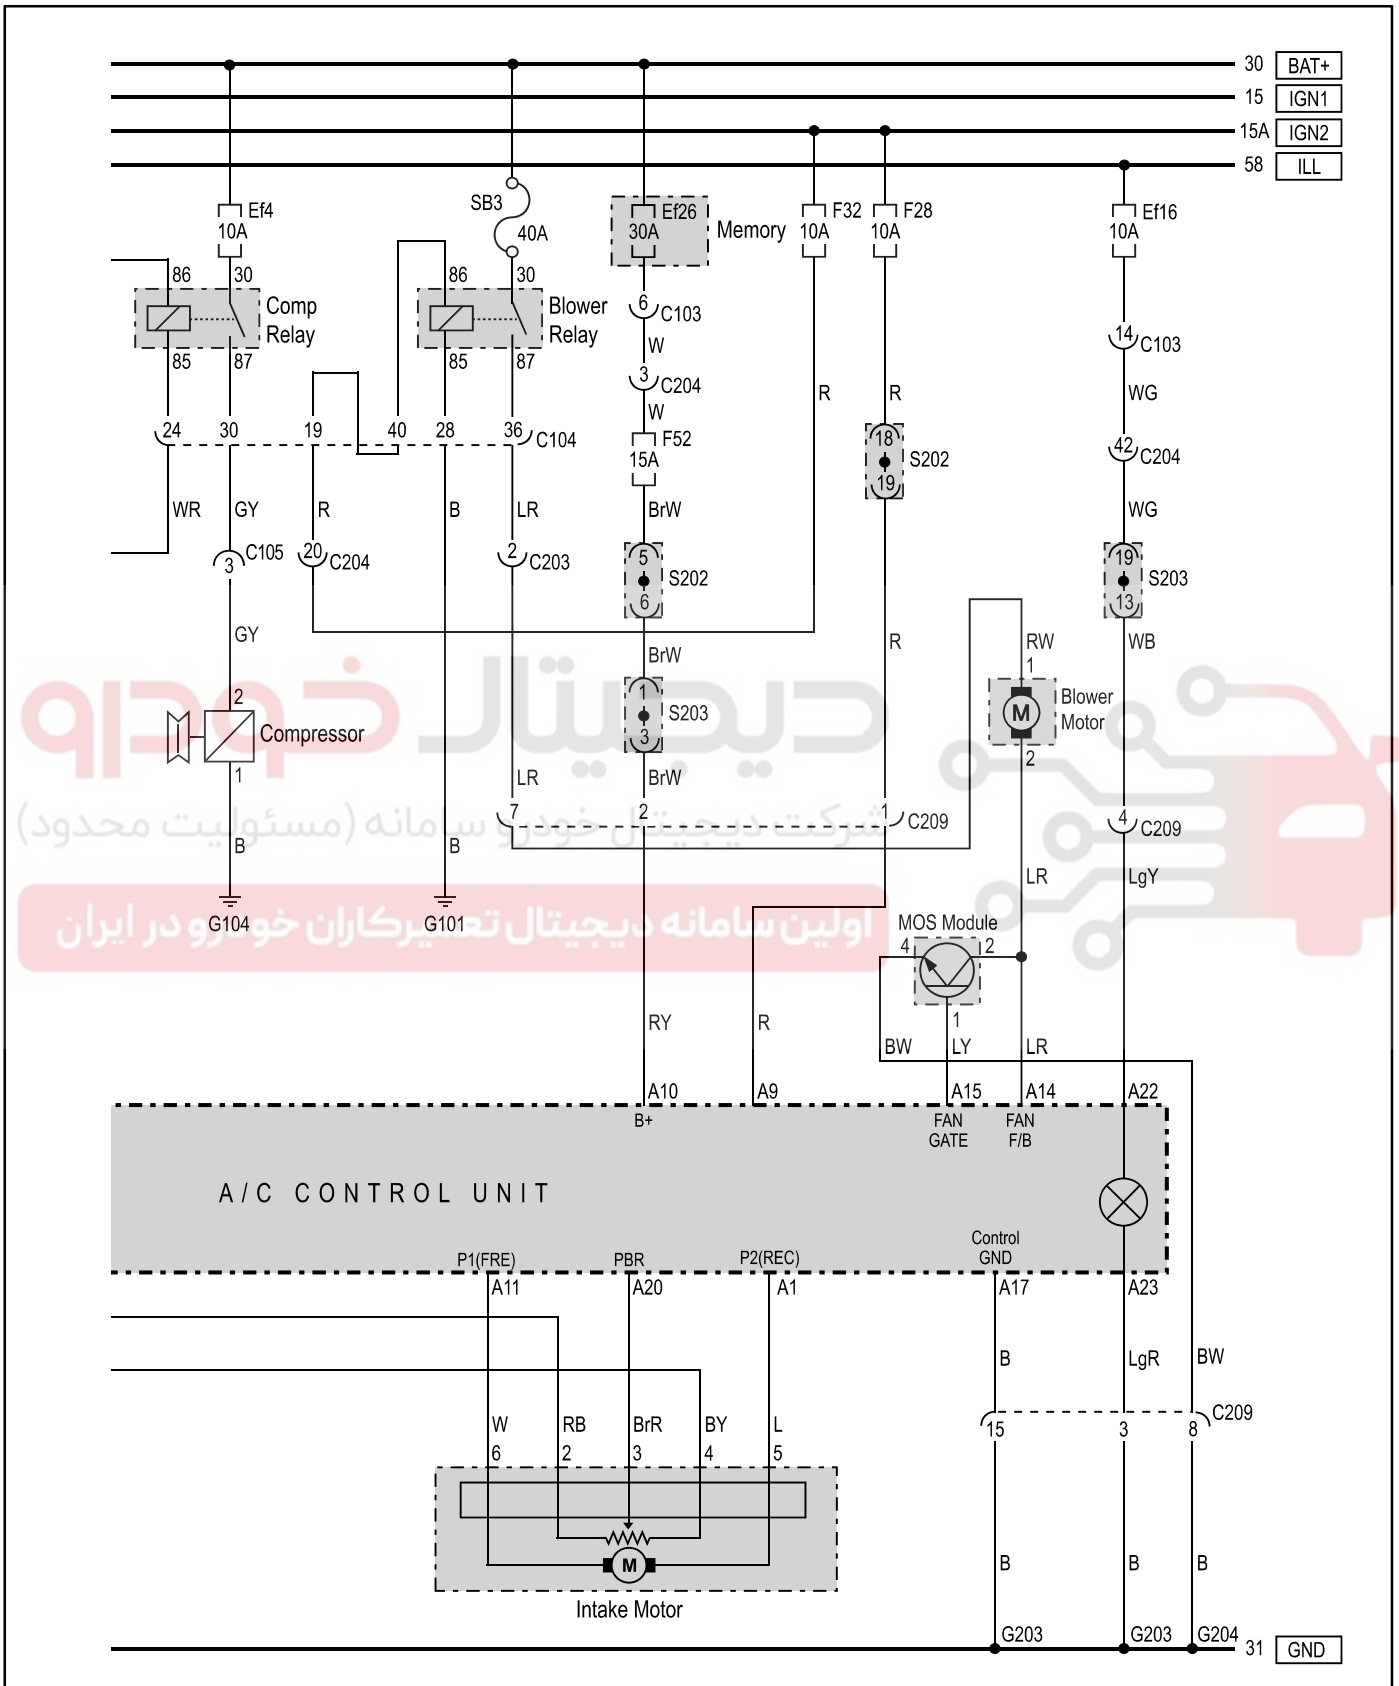 30 BAT+
15 IGN1
15A IGN2
58 ILL
Ef4
10A
SB3
40A
Ef26
30A
Memory
F32
10A
F28
10A
Ef16
10A
86 30
Comp
Relay
85 87
86 30
Blower
Relay
85 87
6 C103
W
3 C204
W
F52
15A
BrW
R
R
14 C103
WG
42 C204
WG
24 30 19 40 28 36 C104
18
19
S202
WR GY R B LR
3 C105
20 C204
2 C203
5
6
S202
19
13
S203
GY
BrW
R
RW
WB
1
Blower
Motor
M
2
2
Compressor
1
1
3
S203
دیجیتال خودرو
LR
BrW
7 2 1 C209
4 C209
شرکت دیجیتال خودرو سامانه (مسئولیت محدود)
B
B
LR
LgY
G104
G101
اولین سامانه دیجیتال تعمیرکاران خودرو در ایران
MOS Module
4 2
1
RY R BW LY LR
A10 A9 A15 A14 A22
B+
FAN
GATE
FAN
F/B
A/C CONTROL UNIT
P1(FRE) PBR P2(REC)
Control
GND
A11 A20 A1 A17 A23
B LgR BW
W RB BrR BY L
6 2 3 4 5
15 3 8 C209
M
Intake Motor
B B B
G203 G203 G204
31 GND